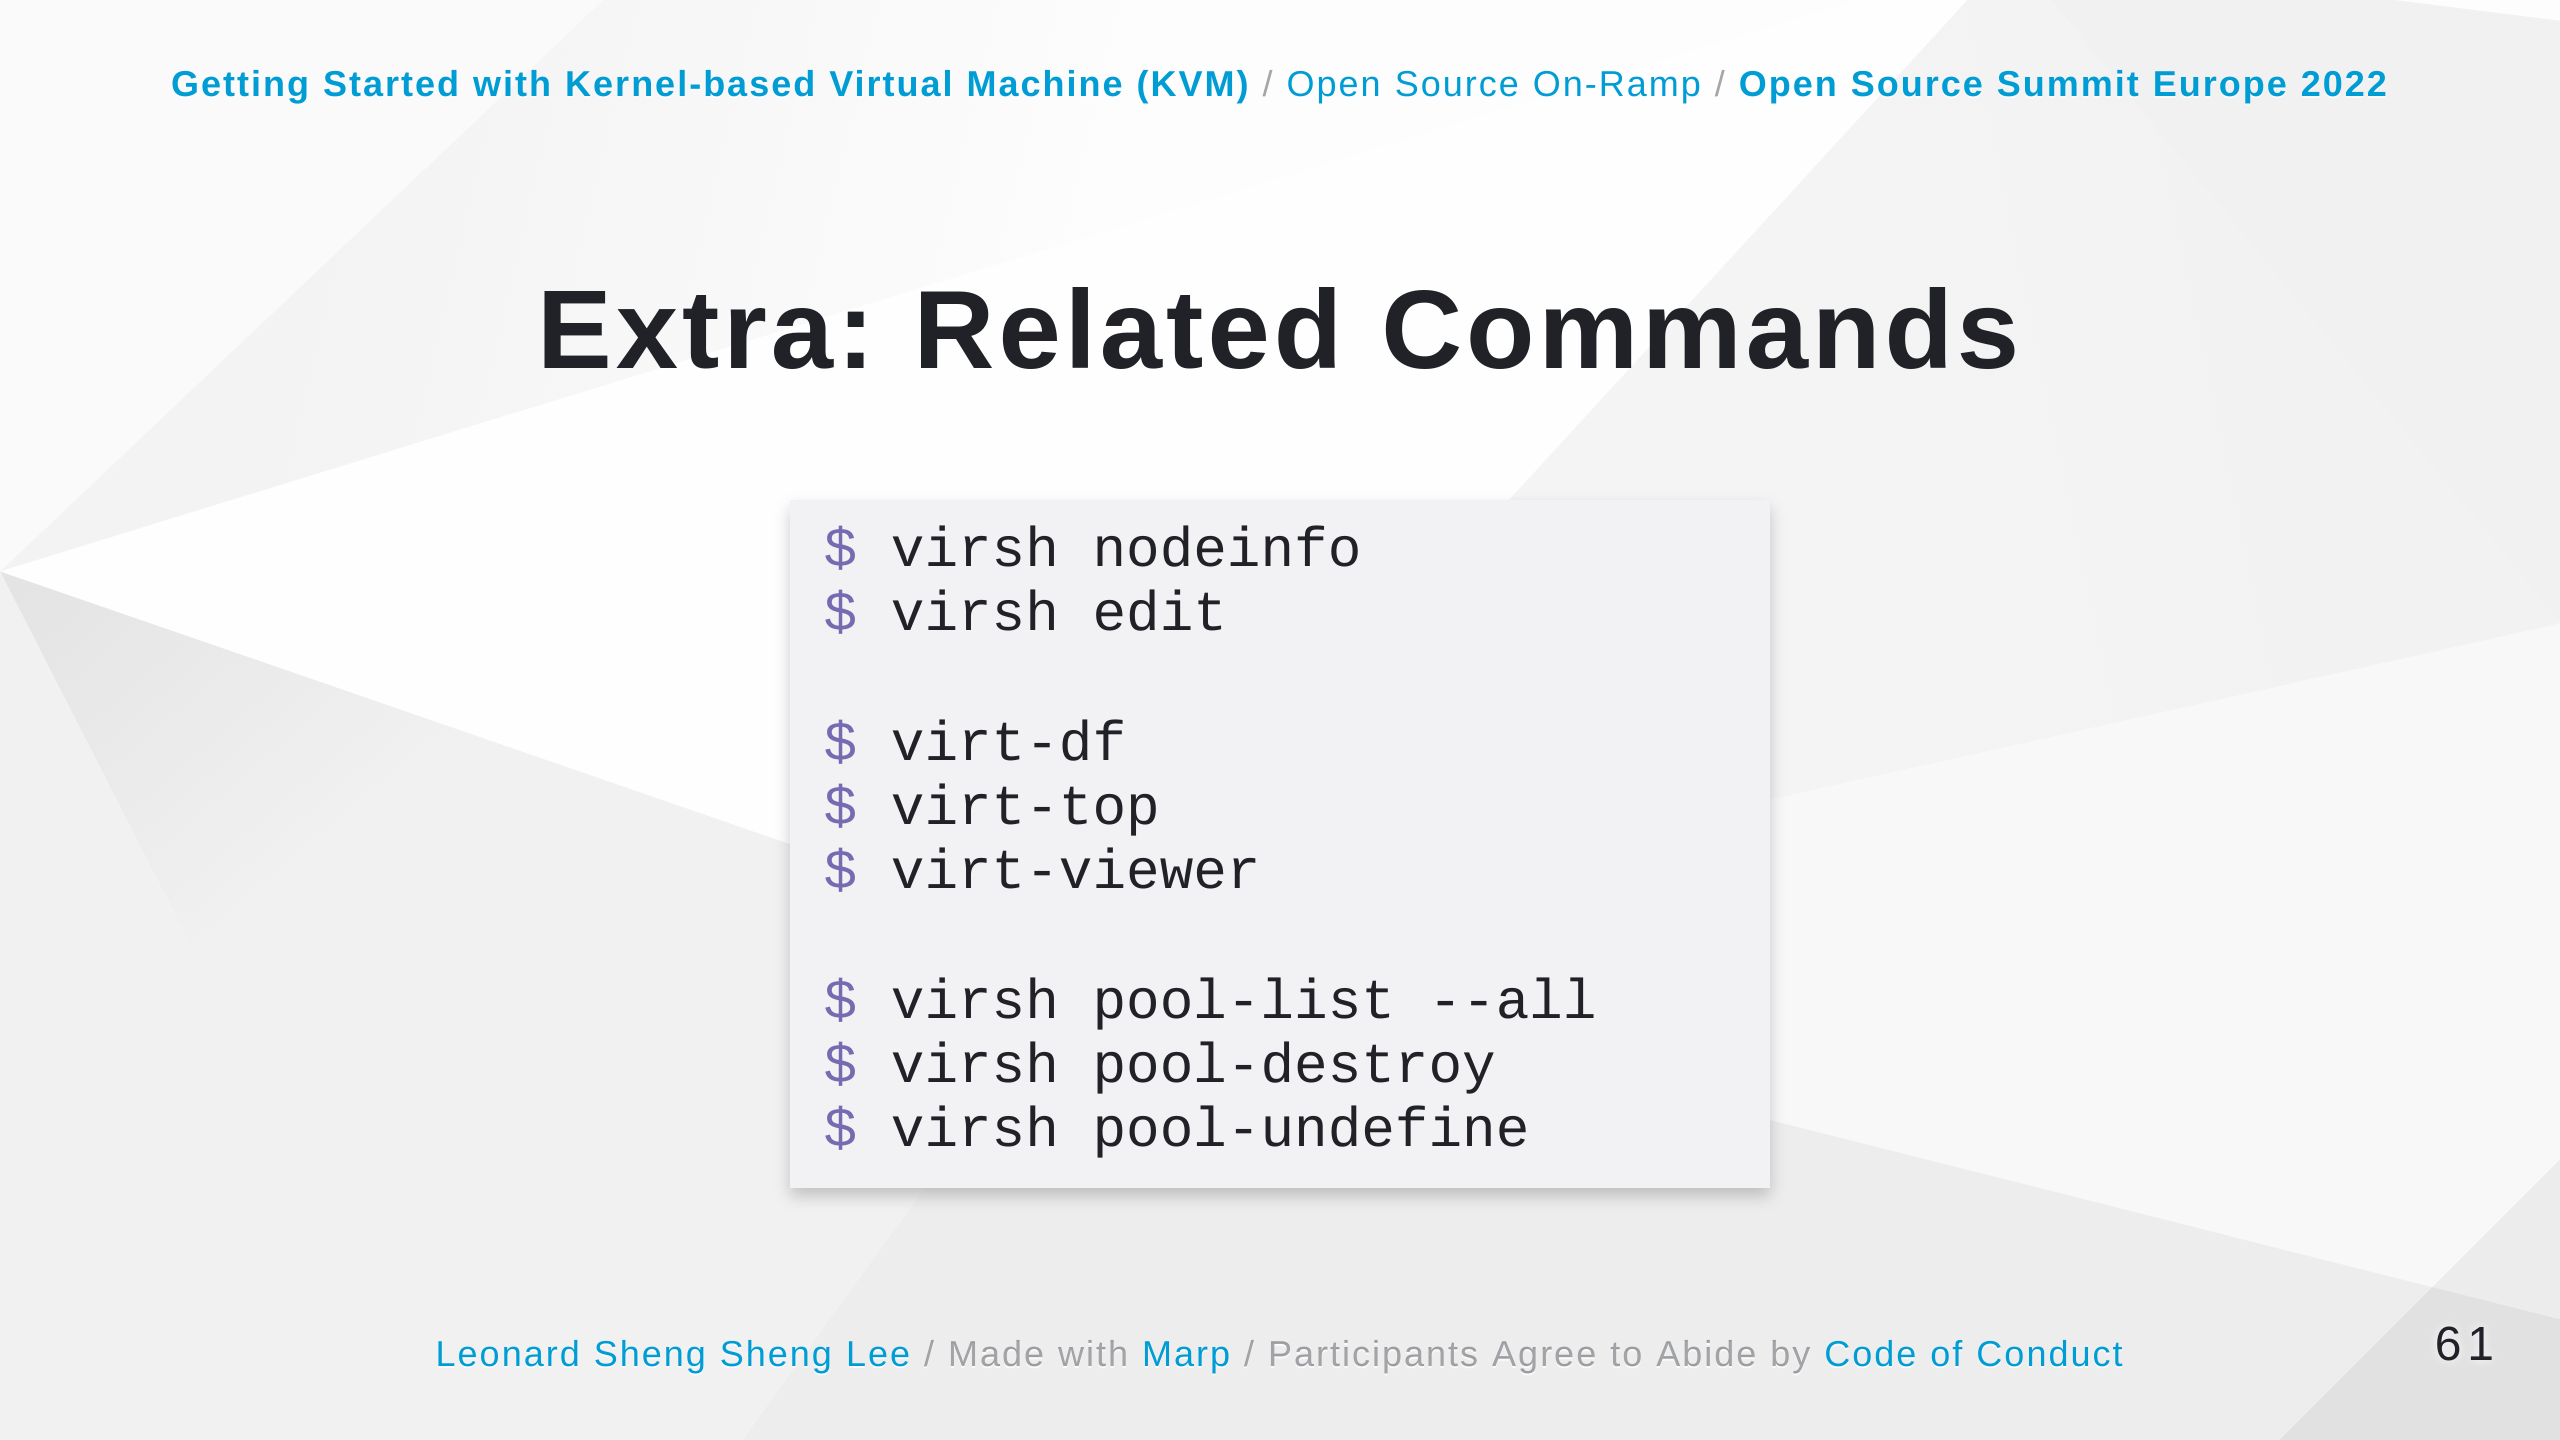 Getting Started with Kernel-based Virtual Machine (KVM) / Open Source On-Ramp / Open Source Summit Europe 2022
Extra: Related Commands
$ virsh nodeinfo
$ virsh edit
$ virt-df
$ virt-top
$ virt-viewer
$ virsh pool-list --all
$ virsh pool-destroy
$ virsh pool-undefine
Leonard Sheng Sheng Lee / Made with Marp / Participants Agree to Abide by Code of Conduct
61